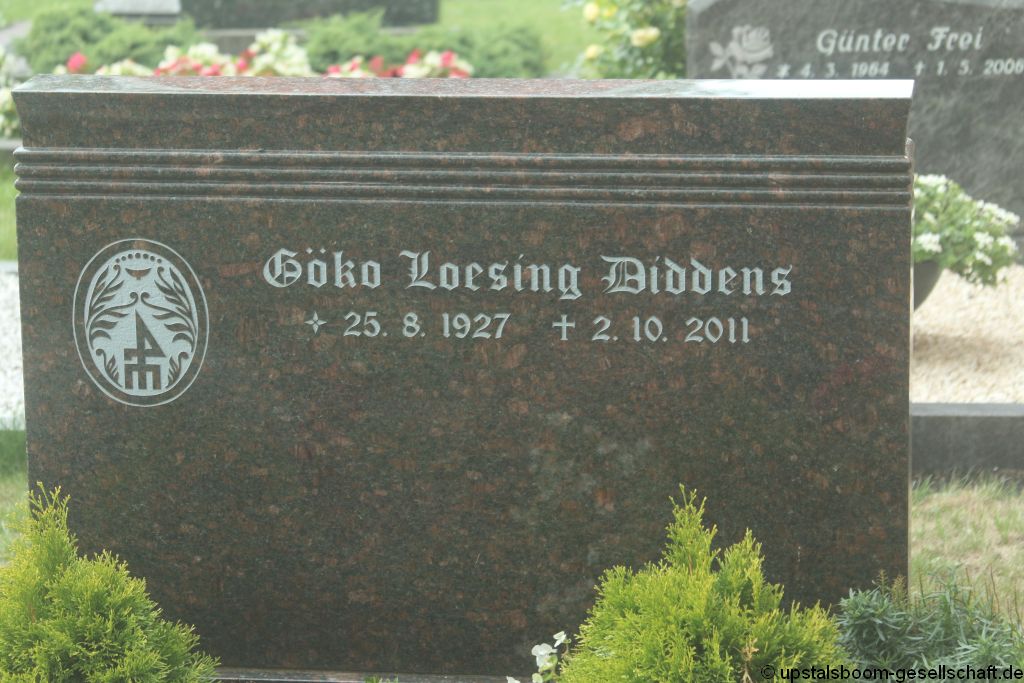 Günter Frei
* 4. 3. 1964 † 1. 5. 2006
Göko Loesing Diddens
✧ 25. 8. 1927 † 2. 10. 2011
© upstalsboom-gesellschaft.de